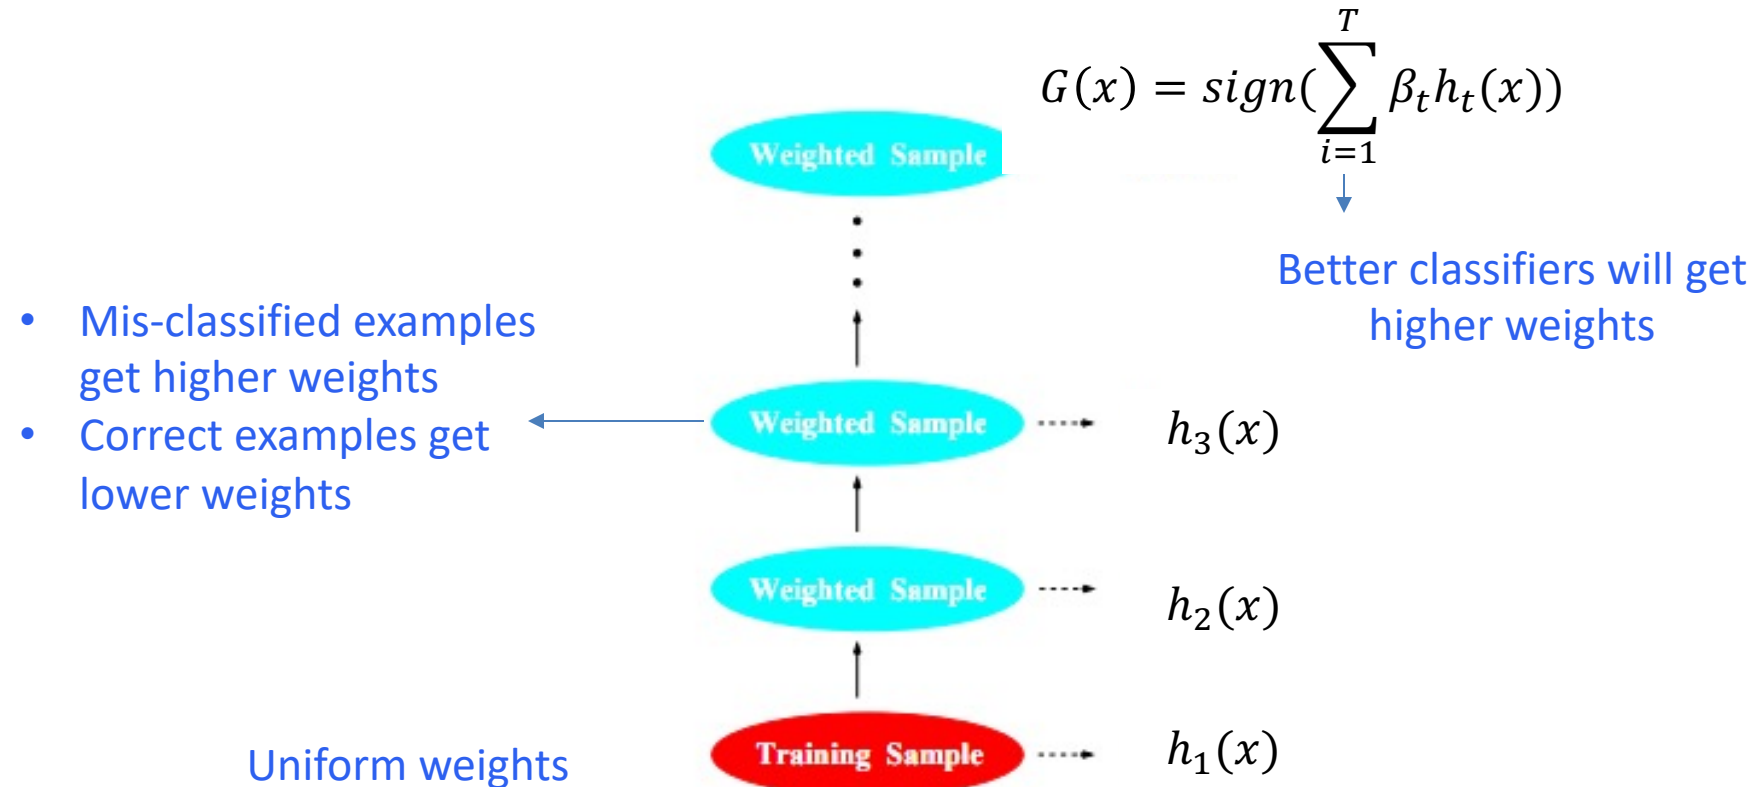 T
G(x) = sign(∑ β_t h_t(x))
i=1
Weighted Sample
Better classifiers will get
higher weights
• Mis-classified examples
get higher weights
• Correct examples get
lower weights
Weighted Sample
h_3(x)
Weighted Sample
h_2(x)
Uniform weights
Training Sample
h_1(x)